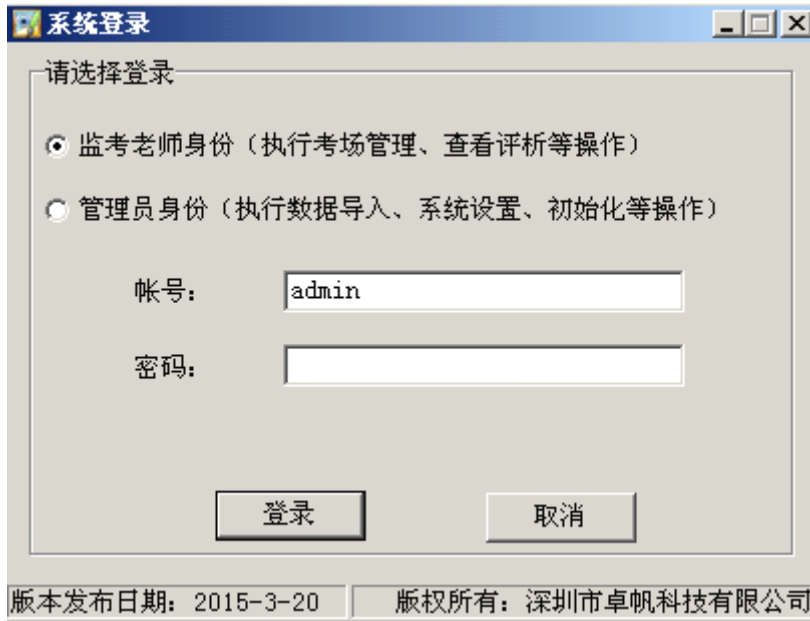 系统登录
请选择登录
监考老师身份（执行考场管理、查看评析等操作）
管理员身份（执行数据导入、系统设置、初始化等操作）
帐号： admin
密码：
登录 取消
版本发布日期：2015-3-20 版权所有：深圳市卓帆科技有限公司